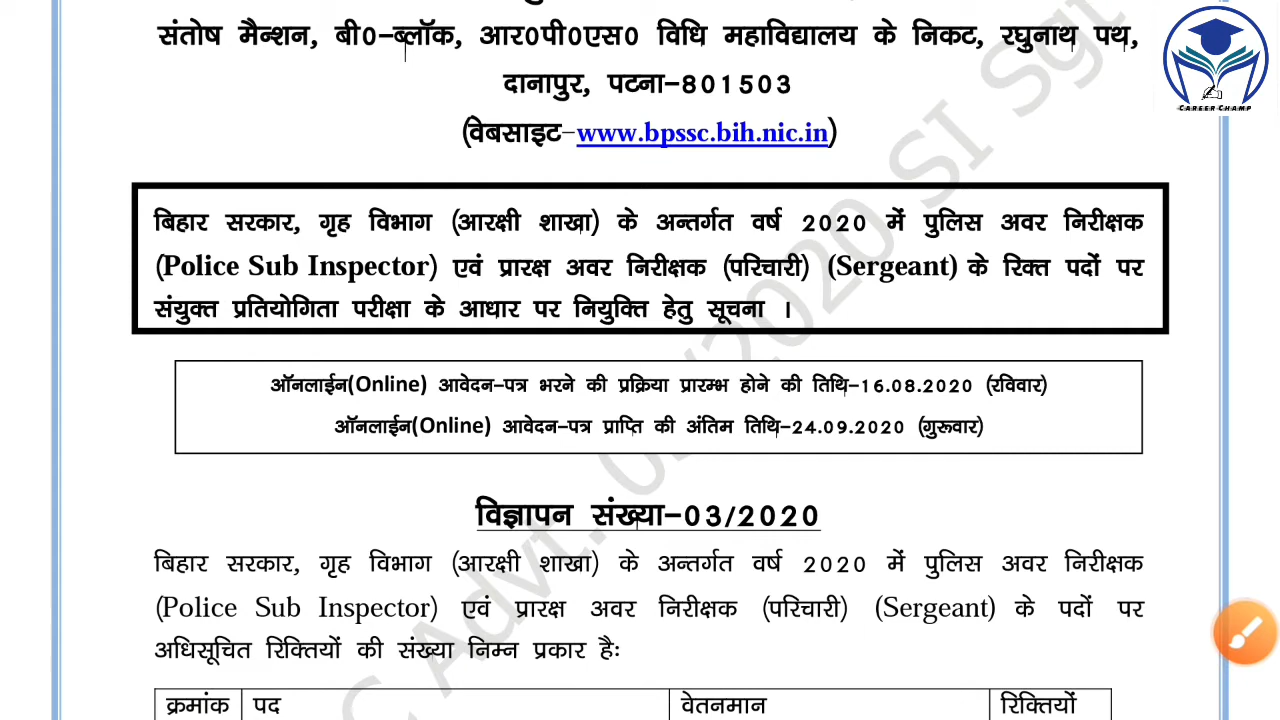 संतोष मैन्शन, बी0-ब्लॉक, आर0पी0एस0 विधि महाविद्यालय के निकट, रघुनाथ पथ,
दानापुर, पटना-801503
(वेबसाइट-www.bpssc.bih.nic.in)
CAREER CHAMP
बिहार सरकार, गृह विभाग (आरक्षी शाखा) के अन्तर्गत वर्ष 2020 में पुलिस अवर निरीक्षक
(Police Sub Inspector) एवं प्रारक्ष अवर निरीक्षक (परिचारी) (Sergeant) के रिक्त पदों पर
संयुक्त प्रतियोगिता परीक्षा के आधार पर नियुक्ति हेतु सूचना ।
ऑनलाईन(Online) आवेदन-पत्र भरने की प्रक्रिया प्रारम्भ होने की तिथि-16.08.2020 (रविवार)
ऑनलाईन(Online) आवेदन-पत्र प्राप्ति की अंतिम तिथि-24.09.2020 (गुरूवार)
विज्ञापन संख्या-03/2020
बिहार सरकार, गृह विभाग (आरक्षी शाखा) के अन्तर्गत वर्ष 2020 में पुलिस अवर निरीक्षक
(Police Sub Inspector) एवं प्रारक्ष अवर निरीक्षक (परिचारी) (Sergeant) के पदों पर
अधिसूचित रिक्तियों की संख्या निम्न प्रकार है:
क्रमांक पद वेतनमान रिक्तियों